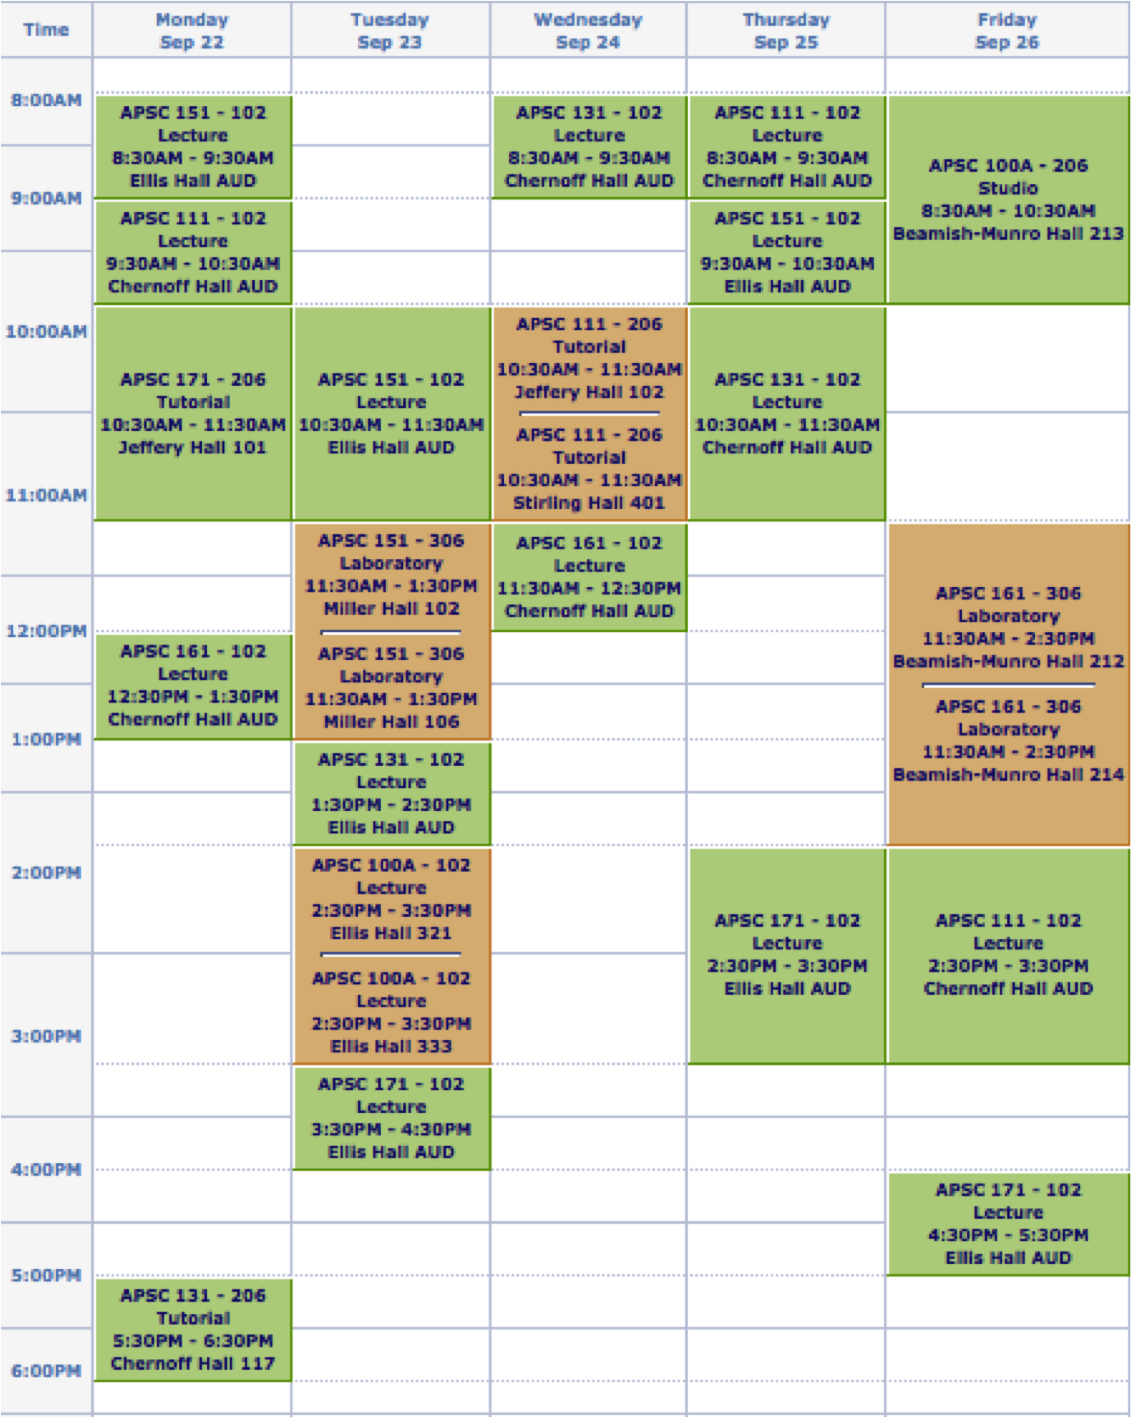 Time
Monday
Sep 22
Tuesday
Sep 23
Wednesday
Sep 24
Thursday
Sep 25
Friday
Sep 26
8:00AM
9:00AM
10:00AM
11:00AM
12:00PM
1:00PM
2:00PM
3:00PM
4:00PM
5:00PM
6:00PM
APSC 151 - 102
Lecture
8:30AM - 9:30AM
Ellis Hall AUD
APSC 111 - 102
Lecture
9:30AM - 10:30AM
Chernoff Hall AUD
APSC 171 - 206
Tutorial
10:30AM - 11:30AM
Jeffery Hall 101
APSC 161 - 102
Lecture
12:30PM - 1:30PM
Chernoff Hall AUD
APSC 131 - 206
Tutorial
5:30PM - 6:30PM
Chernoff Hall 117
APSC 151 - 102
Lecture
10:30AM - 11:30AM
Ellis Hall AUD
APSC 151 - 306
Laboratory
11:30AM - 1:30PM
Miller Hall 102
APSC 151 - 306
Laboratory
11:30AM - 1:30PM
Miller Hall 106
APSC 131 - 102
Lecture
1:30PM - 2:30PM
Ellis Hall AUD
APSC 100A - 102
Lecture
2:30PM - 3:30PM
Ellis Hall 321
APSC 100A - 102
Lecture
2:30PM - 3:30PM
Ellis Hall 333
APSC 171 - 102
Lecture
3:30PM - 4:30PM
Ellis Hall AUD
APSC 131 - 102
Lecture
8:30AM - 9:30AM
Chernoff Hall AUD
APSC 111 - 206
Tutorial
10:30AM - 11:30AM
Jeffery Hall 102
APSC 111 - 206
Tutorial
10:30AM - 11:30AM
Stirling Hall 401
APSC 161 - 102
Lecture
11:30AM - 12:30PM
Chernoff Hall AUD
APSC 111 - 102
Lecture
8:30AM - 9:30AM
Chernoff Hall AUD
APSC 151 - 102
Lecture
9:30AM - 10:30AM
Ellis Hall AUD
APSC 131 - 102
Lecture
10:30AM - 11:30AM
Chernoff Hall AUD
APSC 171 - 102
Lecture
2:30PM - 3:30PM
Ellis Hall AUD
APSC 100A - 206
Studio
8:30AM - 10:30AM
Beamish-Munro Hall 213
APSC 161 - 306
Laboratory
11:30AM - 2:30PM
Beamish-Munro Hall 212
APSC 161 - 306
Laboratory
11:30AM - 2:30PM
Beamish-Munro Hall 214
APSC 111 - 102
Lecture
2:30PM - 3:30PM
Chernoff Hall AUD
APSC 171 - 102
Lecture
4:30PM - 5:30PM
Ellis Hall AUD